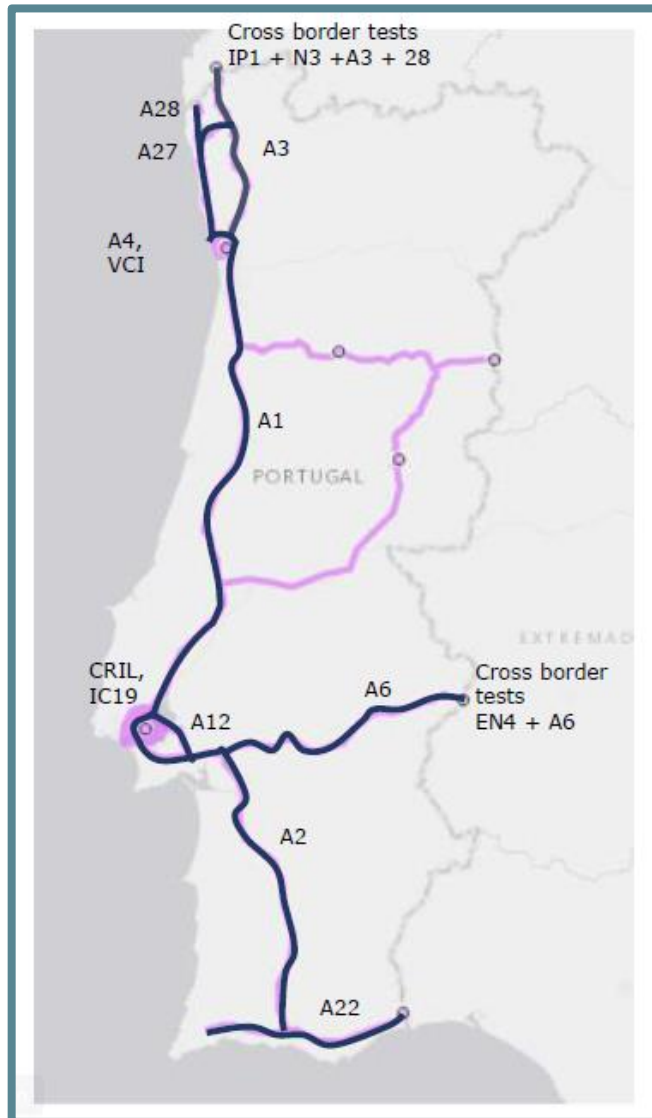 Cross border tests
IP1 + N3 +A3 + 28
A28
A27
A3
A4,
VCI
A1
PORTUGAL
EXTREMAD
CRIL,
IC19
A12
A6
Cross border
tests
EN4 + A6
A2
A22